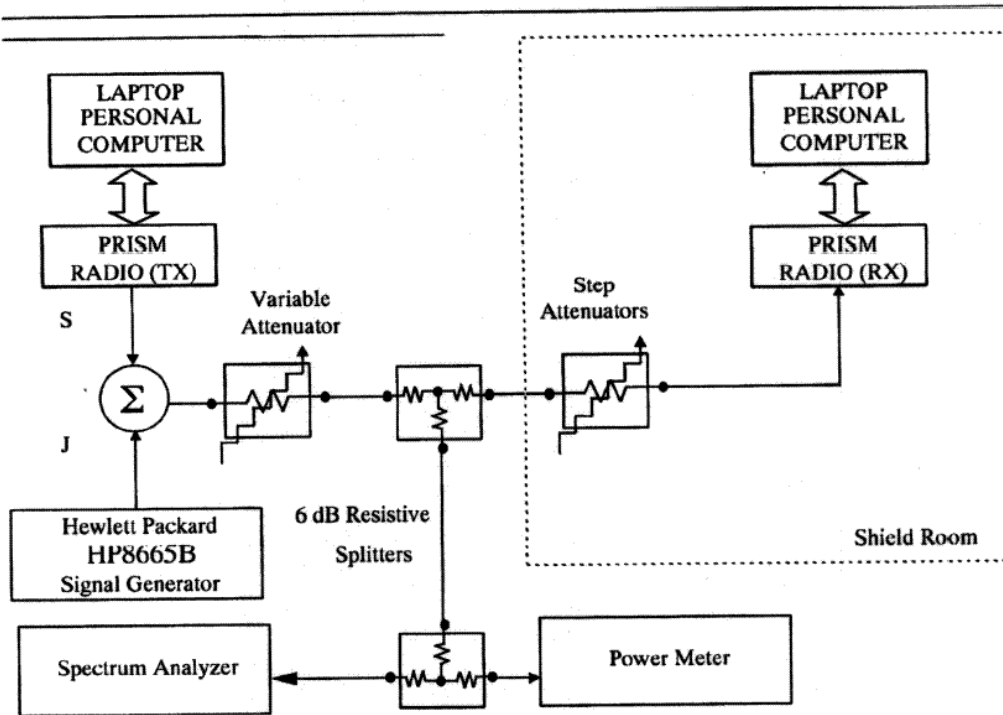 LAPTOP
PERSONAL
COMPUTER
LAPTOP
PERSONAL
COMPUTER
PRISM
RADIO (TX)
PRISM
RADIO (RX)
S
Variable
Attenuator
Step
Attenuators
Σ
J
Hewlett Packard
HP8665B
Signal Generator
6 dB Resistive
Splitters
Shield Room
Spectrum Analyzer
Power Meter